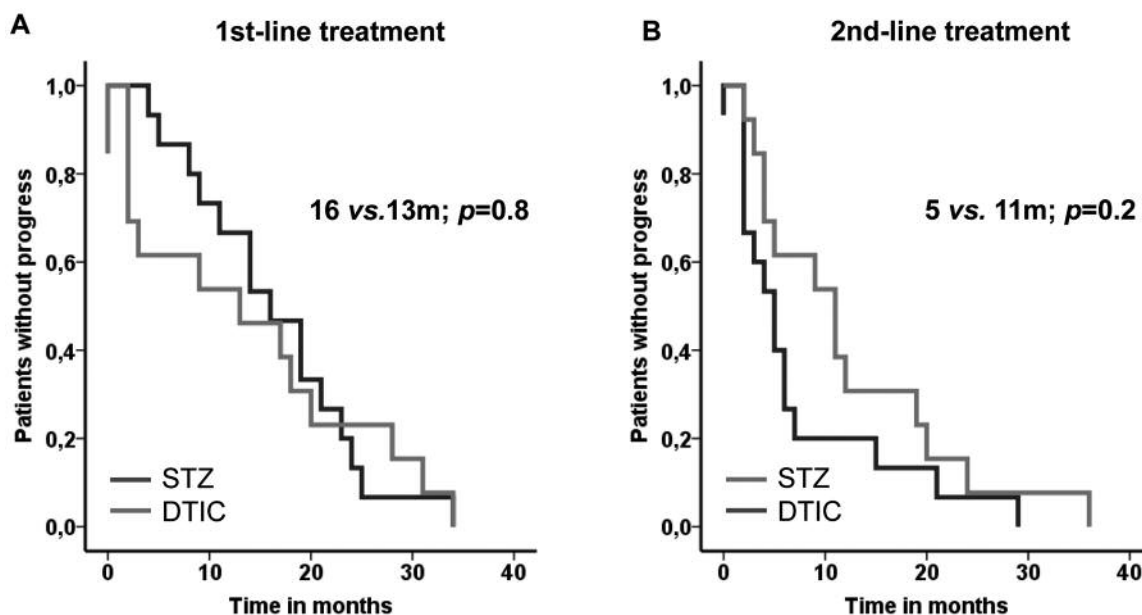 A
1st-line treatment
Patients without progress
1,0
0,8
0,6
0,4
0,2
0,0
16 vs.13m; p=0.8
STZ
DTIC
0
10
20
30
40
Time in months
B
2nd-line treatment
Patients without progress
1,0
0,8
0,6
0,4
0,2
0,0
5 vs. 11m; p=0.2
STZ
DTIC
0
10
20
30
40
Time in months